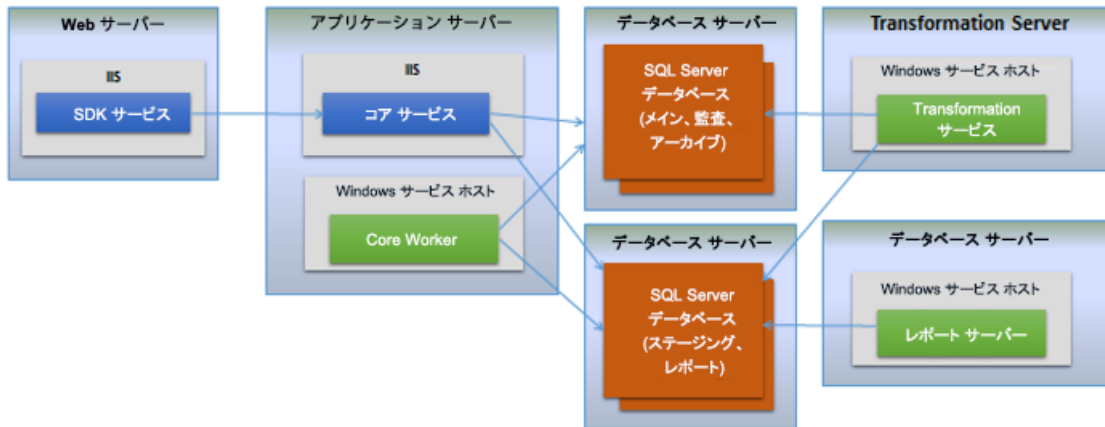 Web サーバー
IIS
SDK サービス
アプリケーション サーバー
IIS
コア サービス
Windows サービス ホスト
Core Worker
データベース サーバー
SQL Server
データベース
(メイン、監査、
アーカイブ)
データベース サーバー
SQL Server
データベース
(ステージング、
レポート)
Transformation Server
Windows サービス ホスト
Transformation
サービス
データベース サーバー
Windows サービス ホスト
レポート サーバー